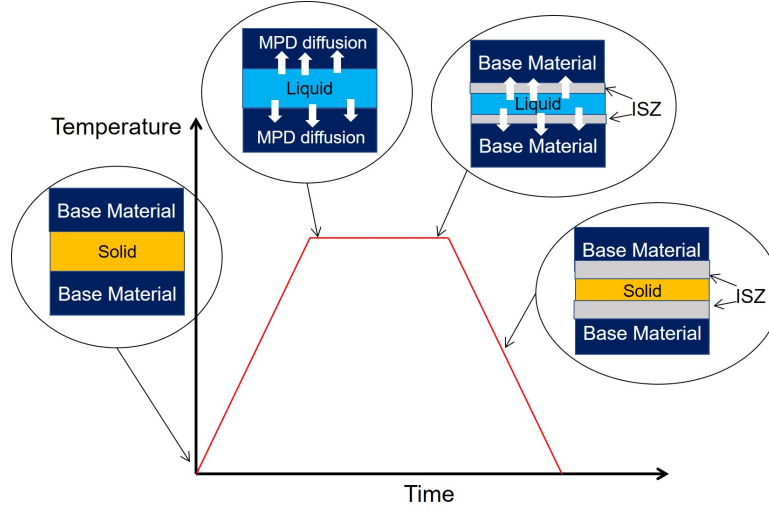 MPD diffusion
Liquid
MPD diffusion
Base Material
Liquid
Base Material
ISZ
Temperature
Base Material
Solid
Base Material
Base Material
Solid
Base Material
ISZ
Time